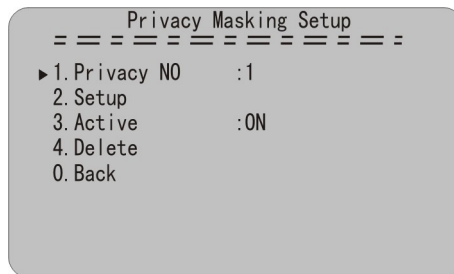 Privacy Masking Setup
▶1. Privacy NO :1
2. Setup
3. Active :ON
4. Delete
0. Back